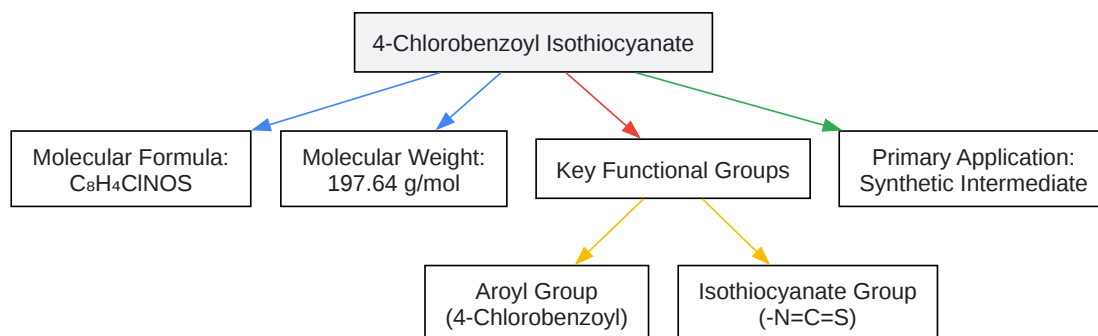 4-Chlorobenzoyl Isothiocyanate
Molecular Formula:
C₈H₄ClNOS
Molecular Weight:
197.64 g/mol
Key Functional Groups
Primary Application:
Synthetic Intermediate
Aroyl Group
(4-Chlorobenzoyl)
Isothiocyanate Group
(-N=C=S)